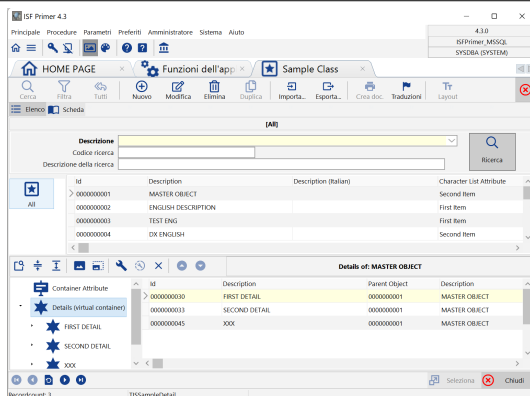 ISF Primer 4.3
Principale Procedure Parametri Preferiti Amministratore Sistema Aiuto
4.3.0
ISFPrimer_MSSQL
SYSDBA (SYSTEM)
HOME PAGE
Funzioni dell'app
Sample Class
Cerca Filtra Tutti Nuovo Modifica Elimina Duplica Importa... Esporta... Crea doc. Traduzioni Layout
Elenco Scheda
[All]
Descrizione
Codice ricerca
Descrizione della ricerca
Ricerca
All
Id Description Description (Italian) Character List Attribute
0000000001 MASTER OBJECT Second Item
0000000002 ENGLISH DESCRIPTION First Item
0000000003 TEST ENG First Item
0000000004 DX ENGLISH Second Item
Details of: MASTER OBJECT
Container Attribute
Details (virtual container)
FIRST DETAIL
SECOND DETAIL
XXX
Id Description Parent Object Description
0000000030 FIRST DETAIL 0000000001 MASTER OBJECT
0000000033 SECOND DETAIL 0000000001 MASTER OBJECT
0000000045 XXX 0000000001 MASTER OBJECT
Seleziona Chiudi
Recordcount: 3 TISSampleDetail